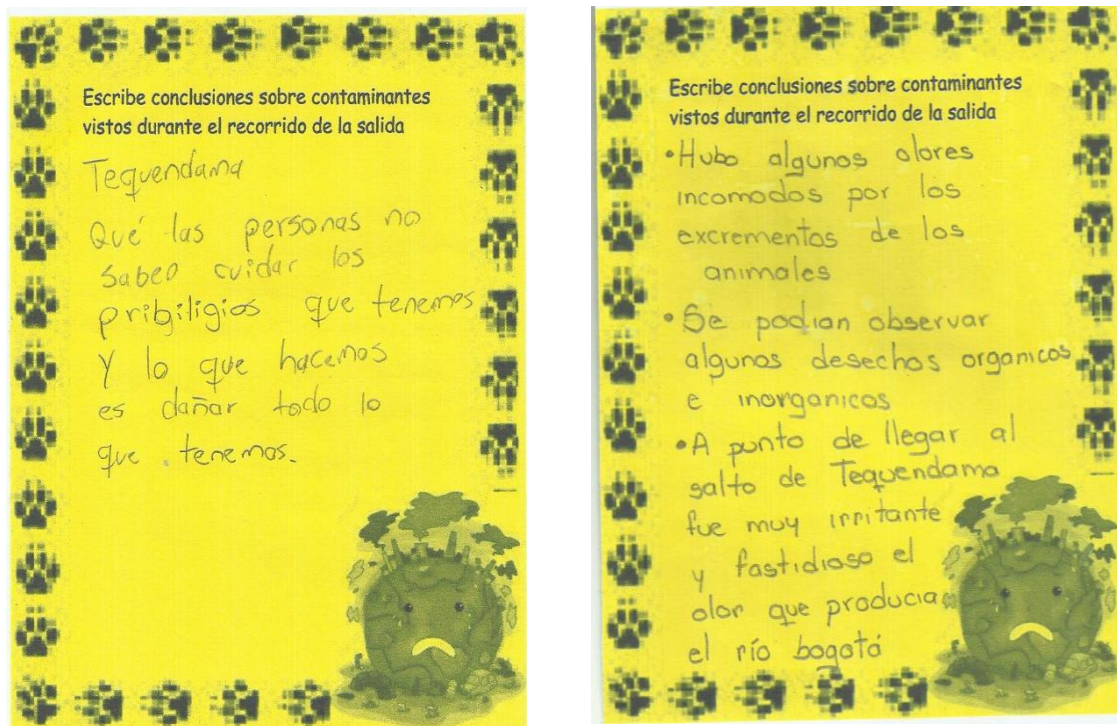 Escribe conclusiones sobre contaminantes
vistos durante el recorrido de la salida
Tequendama
Qué las personas no
saben cuidar los
pribiligios que tenemos
y lo que hacemos
es dañar todo lo
que tenemos.
Escribe conclusiones sobre contaminantes
vistos durante el recorrido de la salida
•Hubo algunos olores
incomodos por los
excrementos de los
animales
•Se podian observar
algunos desechos organicos
e inorganicos
•A punto de llegar al
salto de Tequendama
fue muy irritante
y fastidioso el
olor que producia
el río bogotá